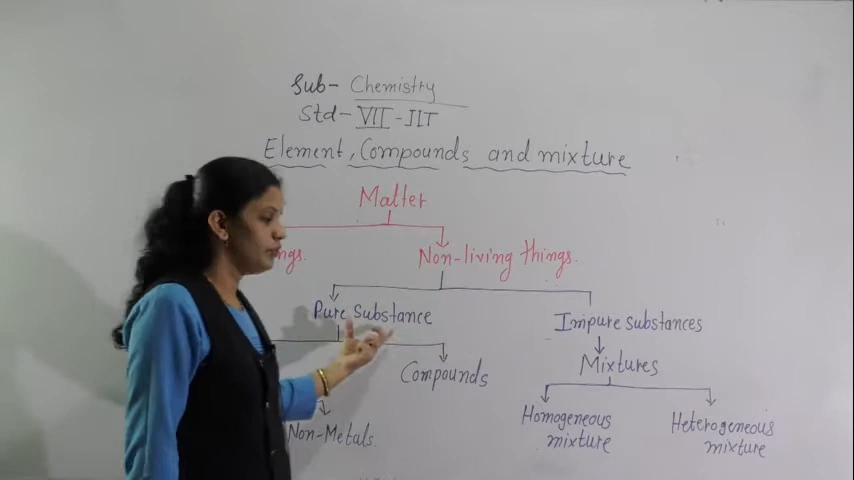 Sub- Chemistry
Std- VII - IIT
Element, Compounds and mixture
Matter
Non-living things.
Pure Substance
Impure substances
Mixtures
Compounds
Homogeneous
mixture
Heterogeneous
mixture
Non-Metals.